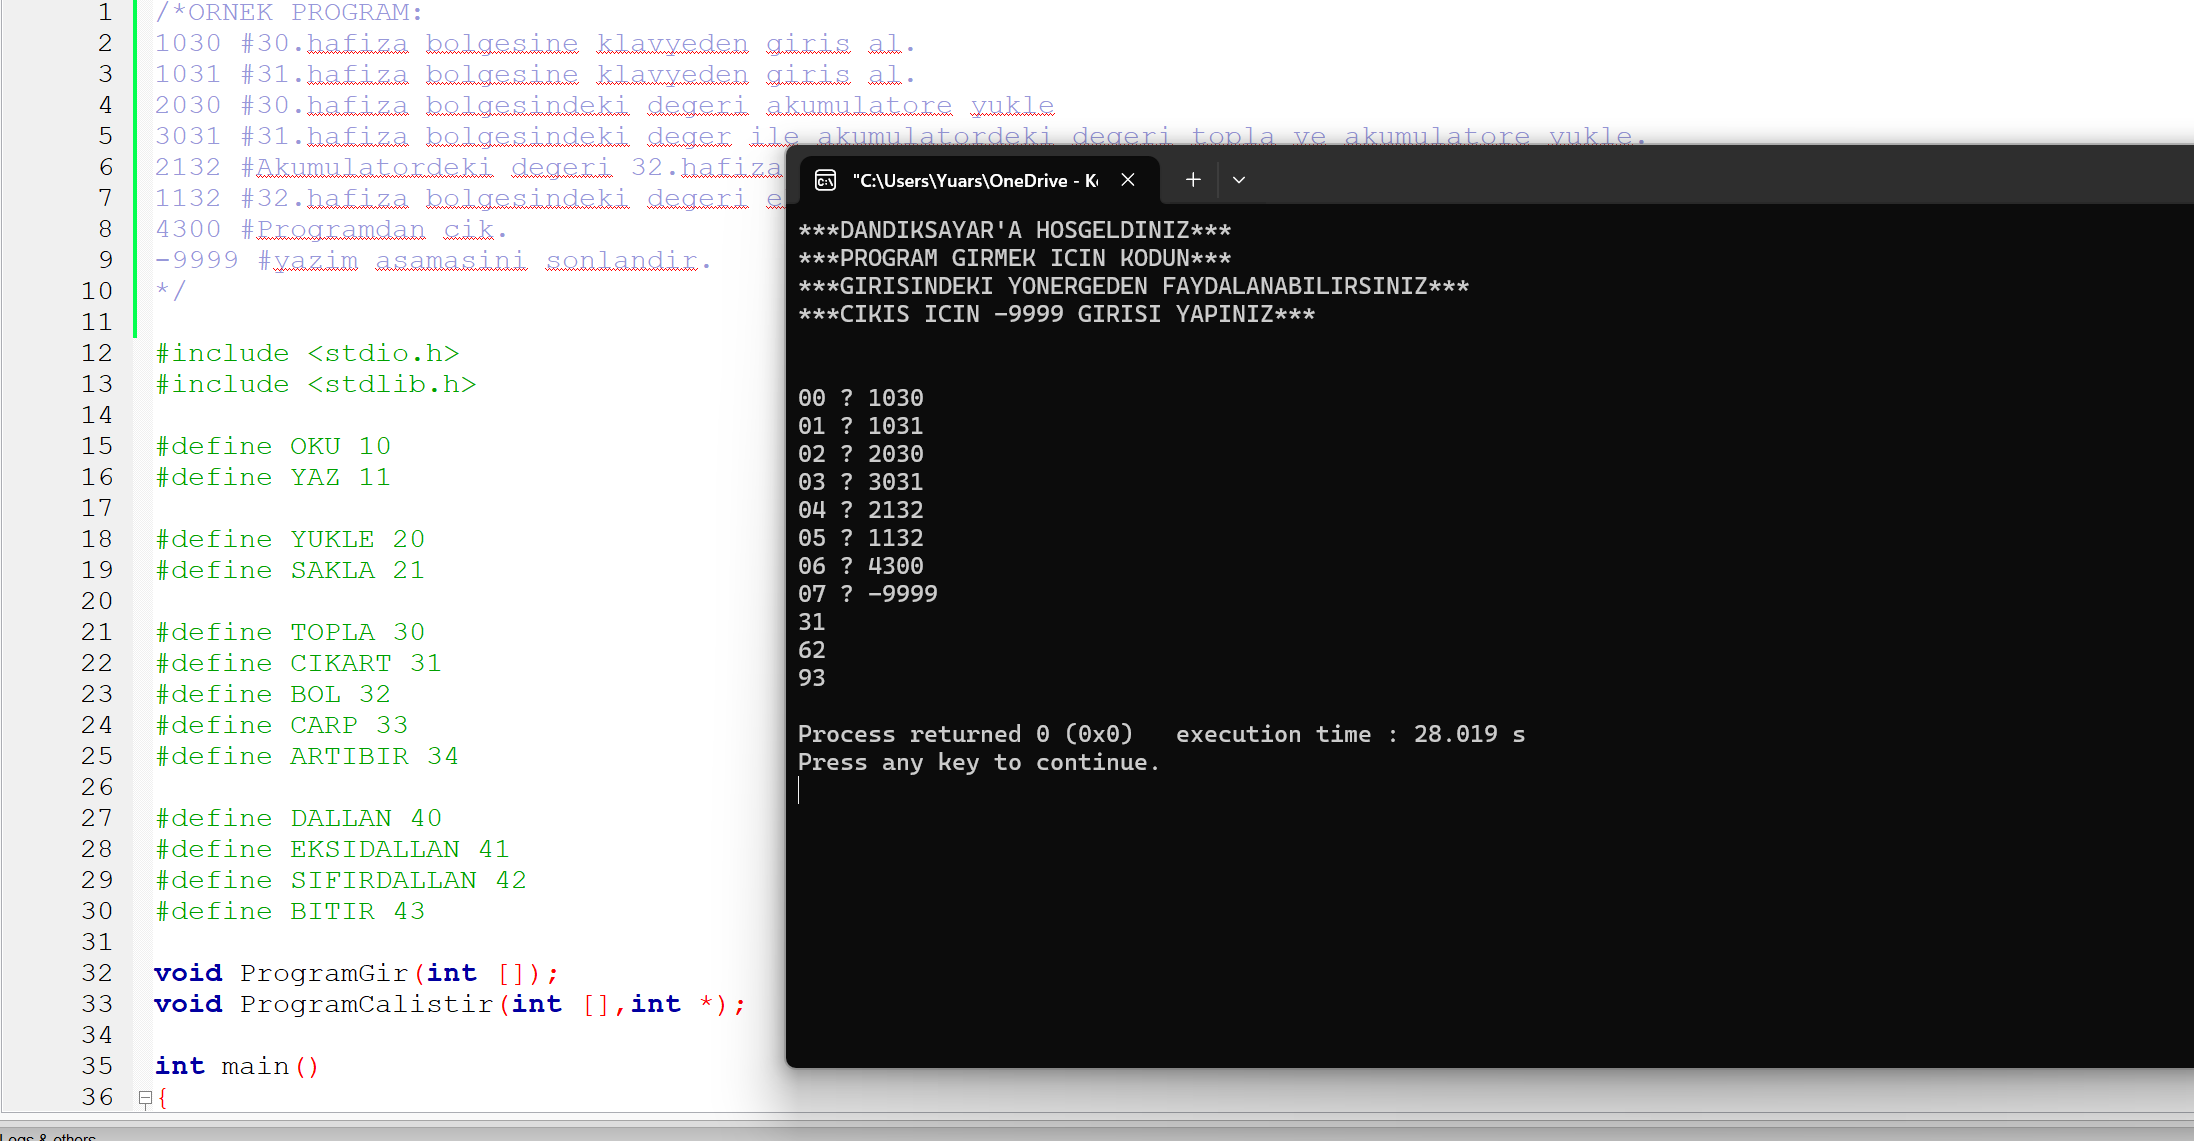 1 /*ORNEK PROGRAM:
2 1030 #30.hafiza bolgesine klavyeden giris al.
3 1031 #31.hafiza bolgesine klavyeden giris al.
4 2030 #30.hafiza bolgesindeki degeri akumulatore yukle
5 3031 #31.hafiza bolgesindeki deger ile akumulatordeki degeri topla ve akumulatore yukle.
6 2132 #Akumulatordeki degeri 32.hafiza
7 1132 #32.hafiza bolgesindeki degeri e
8 4300 #Programdan cik.
9 -9999 #yazim asamasini sonlandir.
10 */
11
12 #include <stdio.h>
13 #include <stdlib.h>
14
15 #define OKU 10
16 #define YAZ 11
17
18 #define YUKLE 20
19 #define SAKLA 21
20
21 #define TOPLA 30
22 #define CIKART 31
23 #define BOL 32
24 #define CARP 33
25 #define ARTIBIR 34
26
27 #define DALLAN 40
28 #define EKSIDALLAN 41
29 #define SIFIRDALLAN 42
30 #define BITIR 43
31
32 void ProgramGir(int []);
33 void ProgramCalistir(int [],int *);
34
35 int main()
36 {
"C:\Users\Yuars\OneDrive - K
***DANDIKSAYAR'A HOSGELDINIZ***
***PROGRAM GIRMEK ICIN KODUN***
***GIRISINDEKI YONERGEDEN FAYDALANABILIRSINIZ***
***CIKIS ICIN -9999 GIRISI YAPINIZ***
00 ? 1030
01 ? 1031
02 ? 2030
03 ? 3031
04 ? 2132
05 ? 1132
06 ? 4300
07 ? -9999
31
62
93
Process returned 0 (0x0)   execution time : 28.019 s
Press any key to continue.
Logs & others